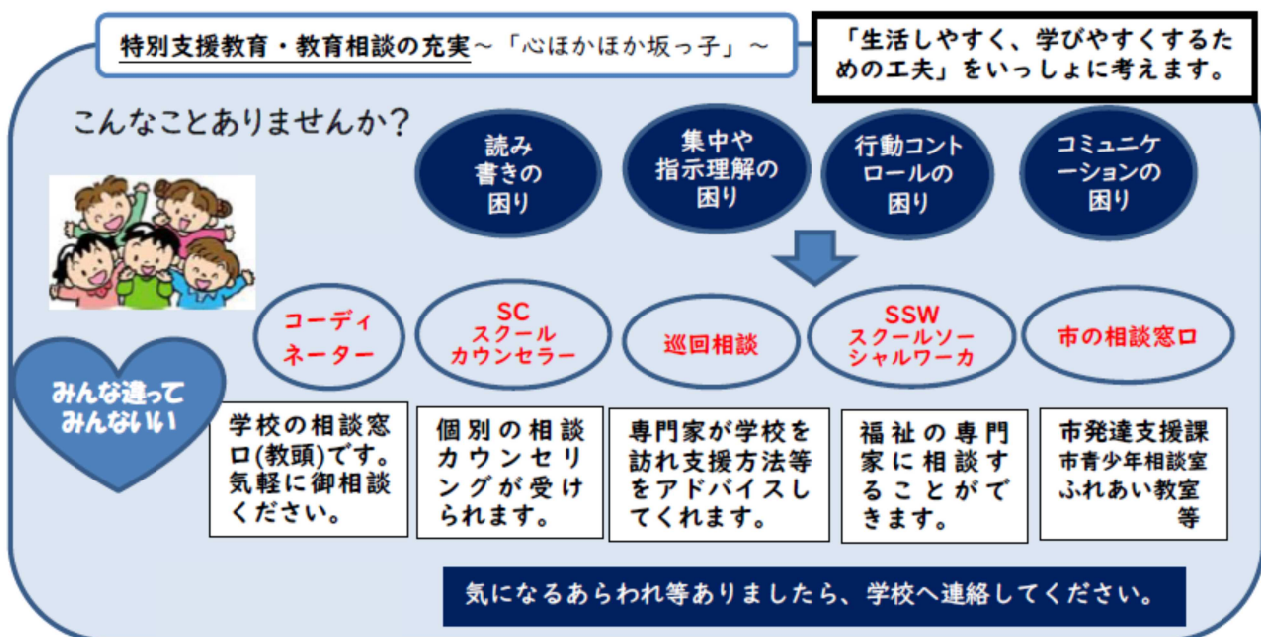 特別支援教育・教育相談の充実～「心ほかほか坂っ子」～
「生活しやすく、学びやすくするた
めの工夫」をいっしょに考えます。
こんなことありませんか?
読み
書きの
困り
集中や
指示理解の
困り
行動コント
ロールの
困り
コミュニケ
ーションの
困り
コーディ
ネーター
SC
スクール
カウンセラー
巡回相談
SSW
スクールソー
シャルワーカ
市の相談窓口
みんな違って
みんないい
学校の相談窓
口(教頭)です。
気軽に御相談
ください。
個別の相談
カウンセリ
ングが受け
られます。
専門家が学校を
訪れ支援方法等
をアドバイスし
てくれます。
福祉の専門
家に相談す
ることがで
きます。
市発達支援課
市青少年相談室
ふれあい教室
等
気になるあらわれ等ありましたら、学校へ連絡してください。